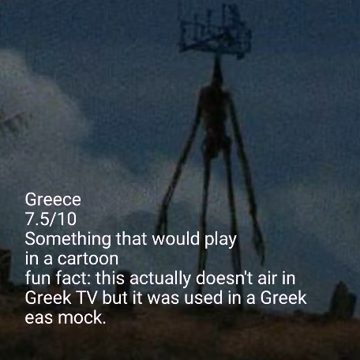 Greece
7.5/10
Something that would play
in a cartoon
fun fact: this actually doesn't air in
Greek TV but it was used in a Greek
eas mock.